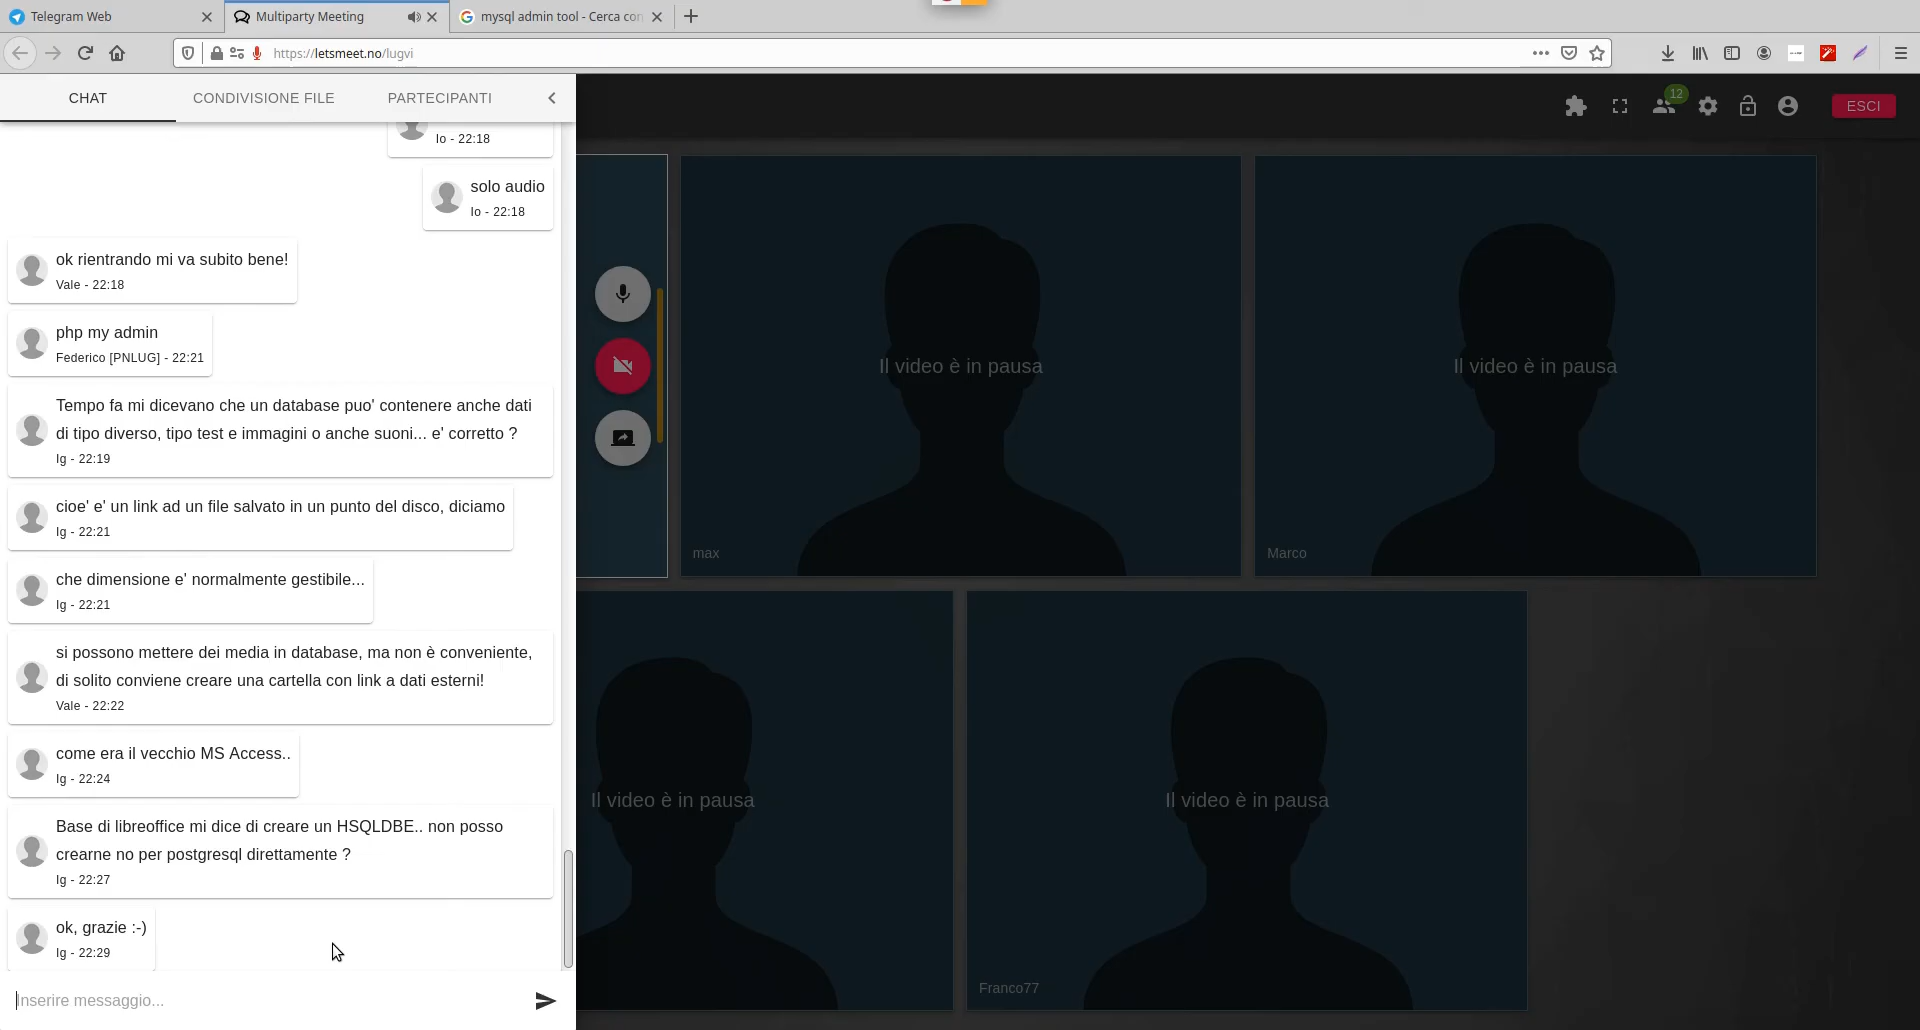 Telegram Web
Multiparty Meeting
mysql admin tool - Cerca con
https://letsmeet.no/lugvi
CHAT
CONDIVISIONE FILE
PARTECIPANTI
12
ESCI
Io - 22:18
solo audio
Io - 22:18
ok rientrando mi va subito bene!
Vale - 22:18
php my admin
Federico [PNLUG] - 22:21
Tempo fa mi dicevano che un database puo' contenere anche dati
di tipo diverso, tipo test e immagini o anche suoni... e' corretto ?
Ig - 22:19
cioe' e' un link ad un file salvato in un punto del disco, diciamo
Ig - 22:21
che dimensione e' normalmente gestibile...
Ig - 22:21
si possono mettere dei media in database, ma non è conveniente,
di solito conviene creare una cartella con link a dati esterni!
Vale - 22:22
come era il vecchio MS Access..
Ig - 22:24
Base di libreoffice mi dice di creare un HSQLDBE.. non posso
crearne no per postgresql direttamente ?
Ig - 22:27
ok, grazie :-)
Ig - 22:29
Inserire messaggio...
Il video è in pausa
max
Il video è in pausa
Marco
Il video è in pausa
Il video è in pausa
Franco77